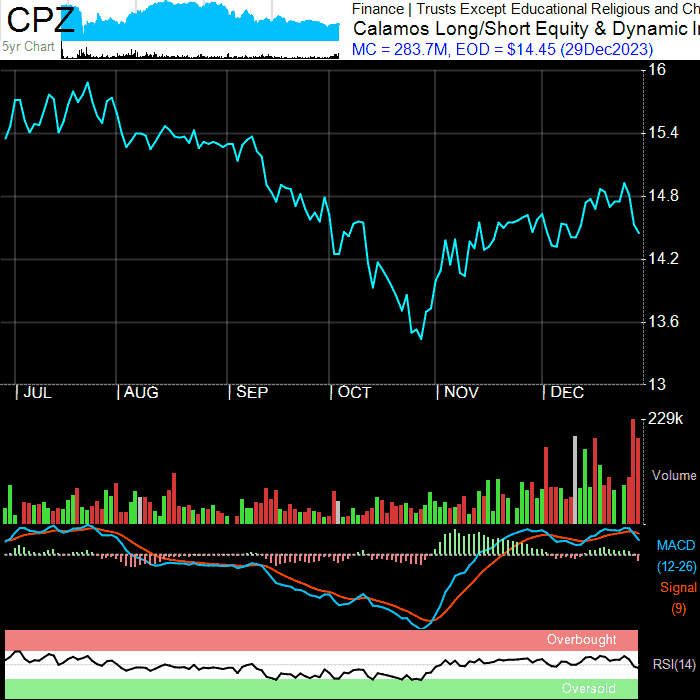 CPZ
5yr Chart
Finance | Trusts Except Educational Religious and Ch
Calamos Long/Short Equity & Dynamic I
MC = 283.7M, EOD = $14.45 (29Dec2023)
16
15.4
14.8
14.2
13.6
13
| JUL | AUG | SEP | OCT | NOV | DEC
229k
Volume
MACD
(12-26)
Signal
(9)
Overbought
RSI(14)
Oversold